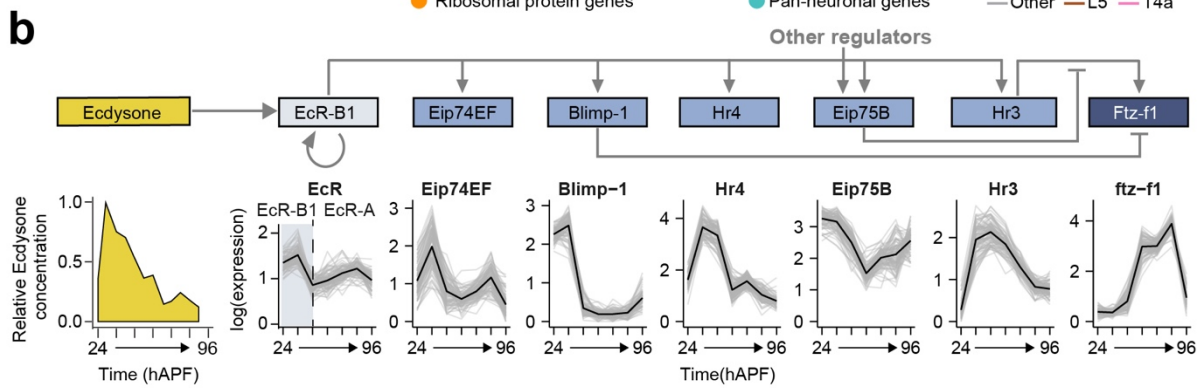 Ribosomal protein genes
Pan-neuronal genes
Other L5 T4a
b
Other regulators
Ecdysone
EcR-B1
Eip74EF
Blimp-1
Hr4
Eip75B
Hr3
Ftz-f1
EcR
Eip74EF
Blimp−1
Hr4
Eip75B
Hr3
ftz−f1
EcR-B1 EcR-A
Relative Ecdysone
concentration
1.0
0.5
0.0
24 96
Time (hAPF)
log(expression)
2
1
0
24 96
3
2
1
0
24 96
3
2
1
0
24 96
4
2
0
24 96
3
2
1
0
24 96
2
1
0
24 96
4
2
0
24 96
Time(hAPF)